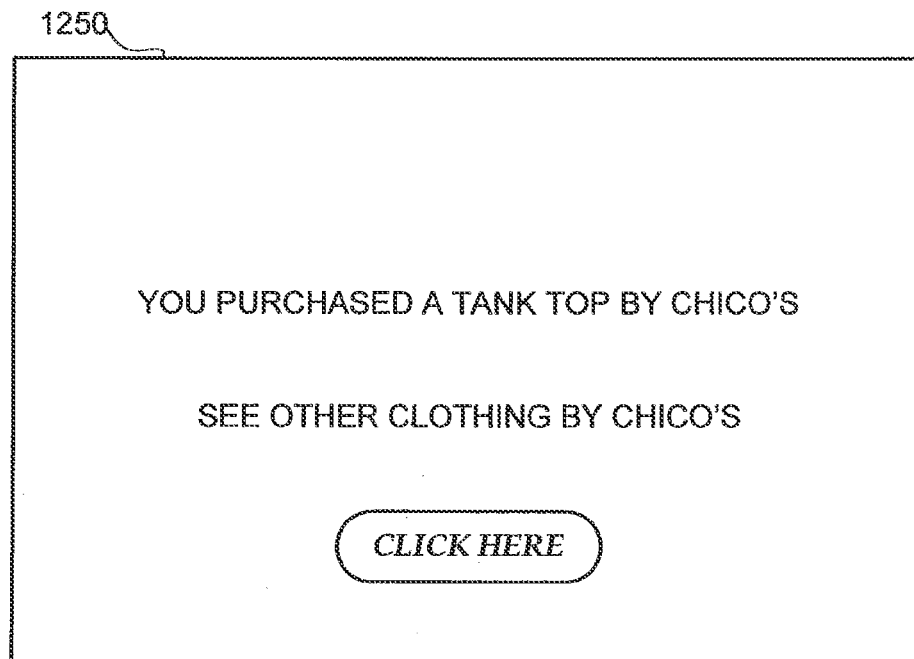 1250
YOU PURCHASED A TANK TOP BY CHICO'S
SEE OTHER CLOTHING BY CHICO'S
CLICK HERE